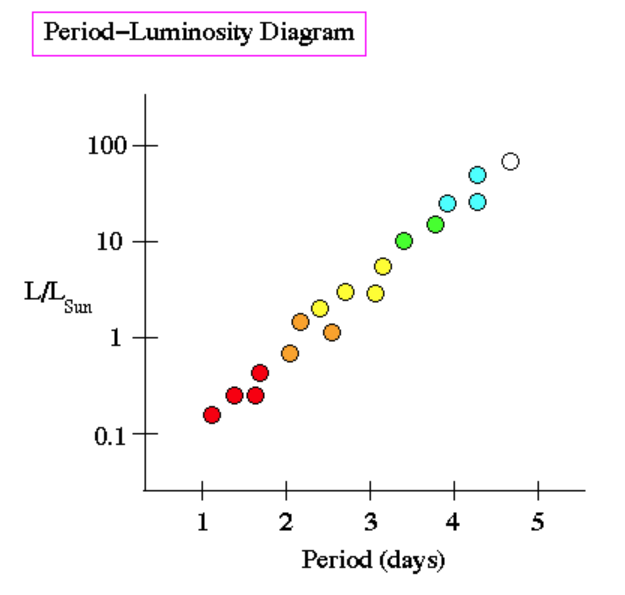 Period–Luminosity Diagram
100
10
L/LSun
1
0.1
1 2 3 4 5
Period (days)